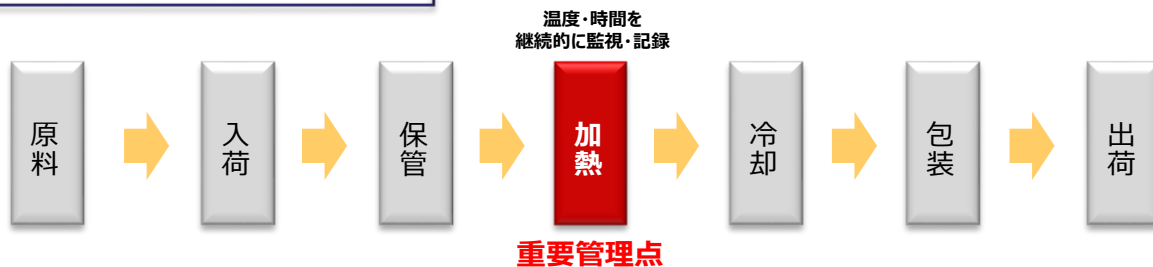 温度・時間を
継続的に監視・記録
原料
入荷
保管
加熱
冷却
包装
出荷
重要管理点